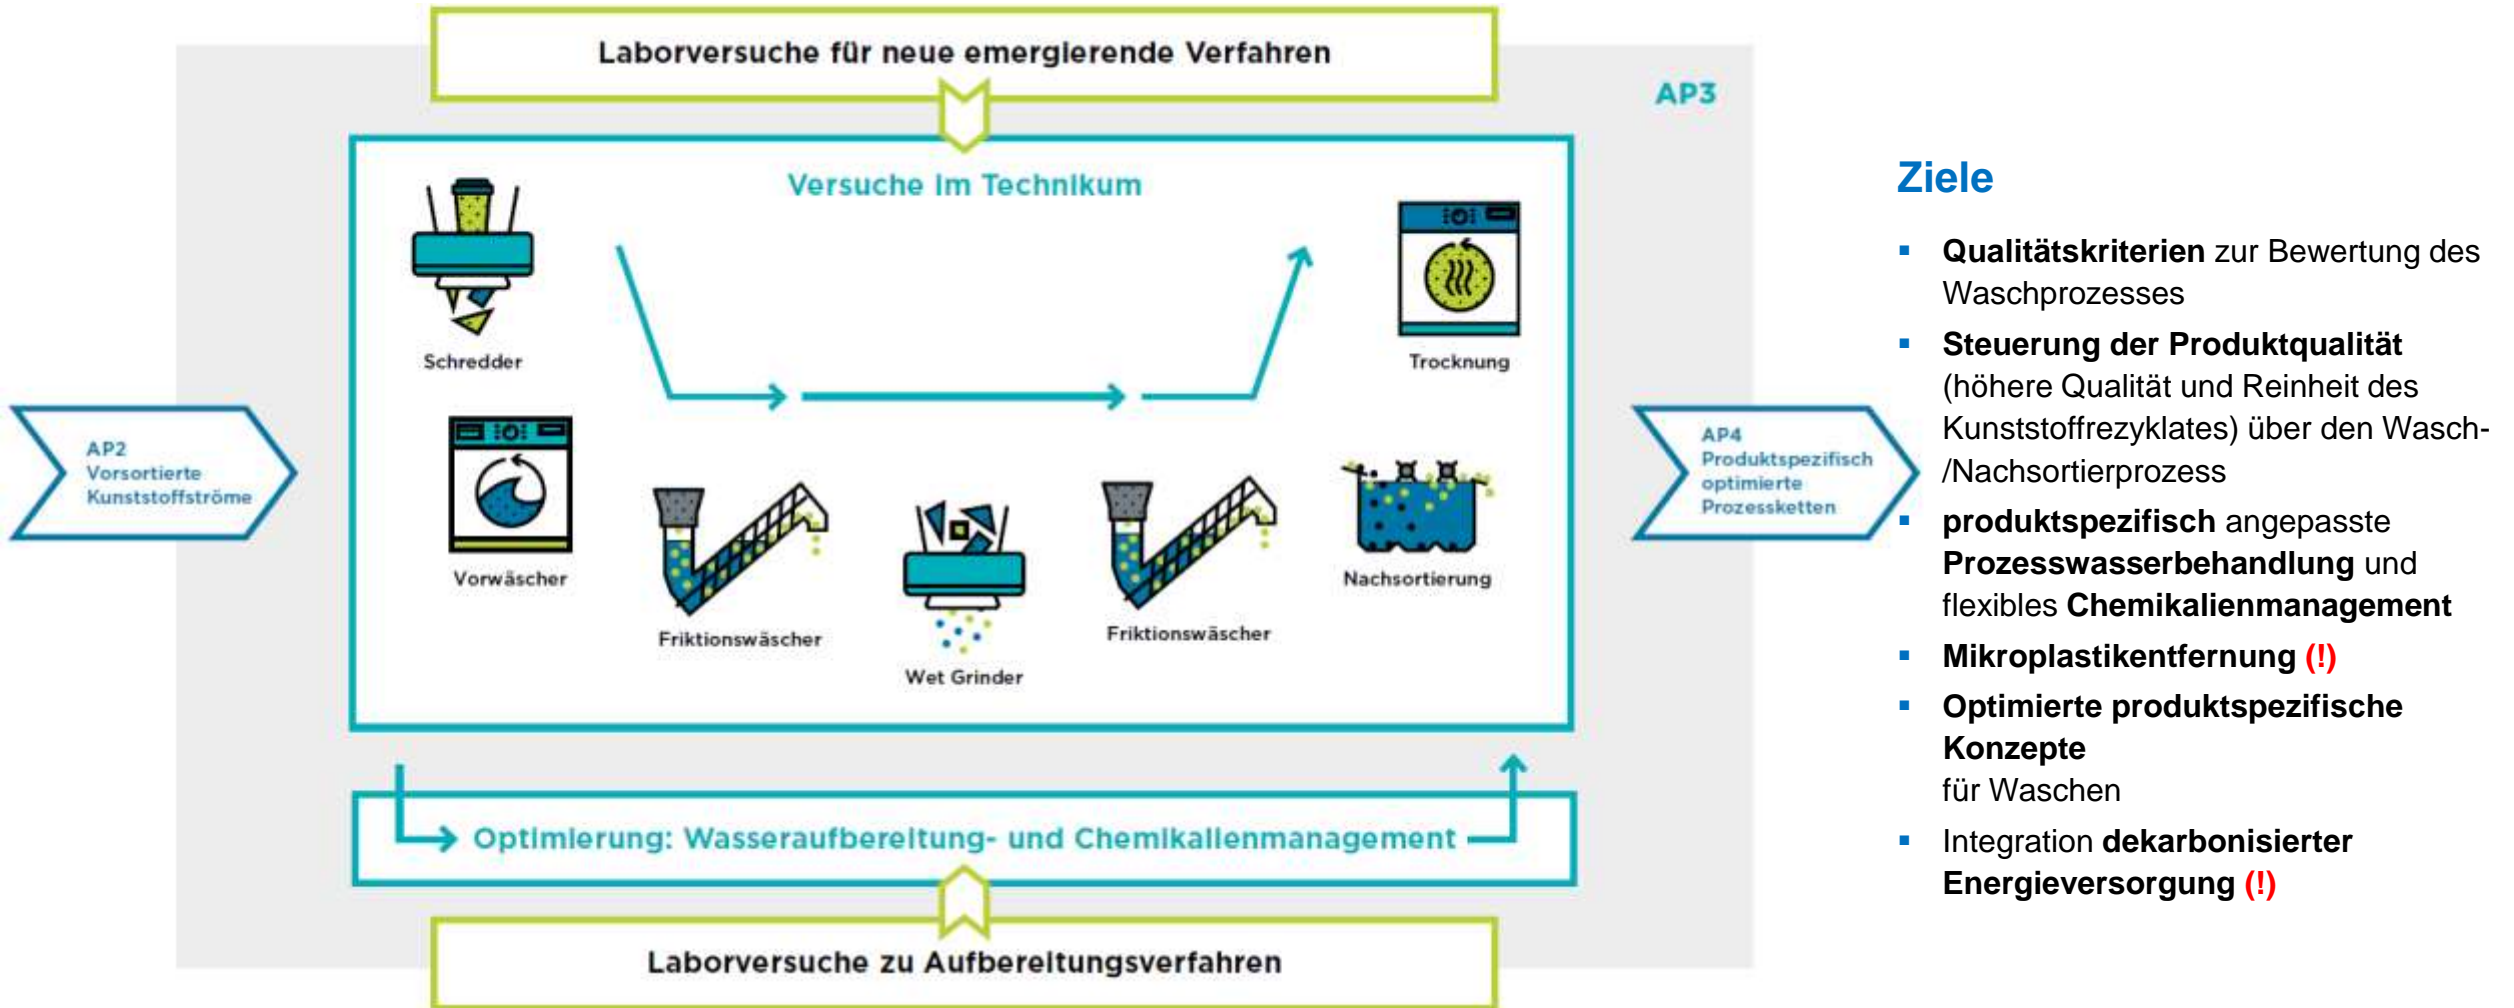 Laborversuche für neue emergierende Verfahren
AP3
Versuche im Technikum
Schredder
Trocknung
AP2
Vorsortierte
Kunststoffströme
Vorwäscher
Friktionswäscher
Wet Grinder
Friktionswäscher
Nachsortierung
AP4
Produktspezifisch
optimierte
Prozessketten
Optimierung: Wasseraufbereitung- und Chemikalienmanagement
Laborversuche zu Aufbereitungsverfahren
Ziele
▪ Qualitätskriterien zur Bewertung des
Waschprozesses
▪ Steuerung der Produktqualität
(höhere Qualität und Reinheit des
Kunststoffrezyklates) über den Wasch-
/Nachsortierprozess
▪ produktspezifisch angepasste
Prozesswasserbehandlung und
flexibles Chemikalienmanagement
▪ Mikroplastikentfernung (!)
▪ Optimierte produktspezifische
Konzepte
für Waschen
▪ Integration dekarbonisierter
Energieversorgung (!)